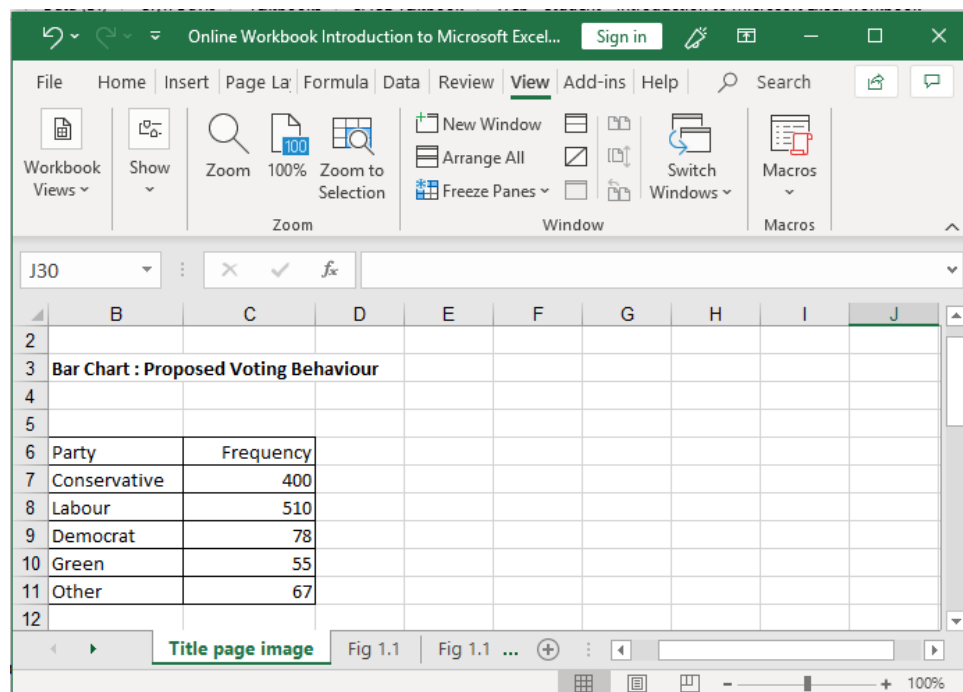 Online Workbook Introduction to Microsoft Excel... Sign in
File Home Insert Page La Formula Data Review View Add-ins Help Search
Workbook Views Show Zoom 100 100% Zoom to Selection New Window Arrange All Freeze Panes Switch Windows Macros
Zoom Window Macros
J30 fx
B C D E F G H I J
2
3 Bar Chart : Proposed Voting Behaviour
4
5
6 Party Frequency
7 Conservative 400
8 Labour 510
9 Democrat 78
10 Green 55
11 Other 67
12
Title page image Fig 1.1 Fig 1.1 ...
100%